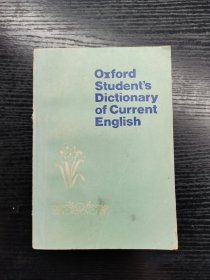 Oxford
Student's
Dictionary
of Current
English